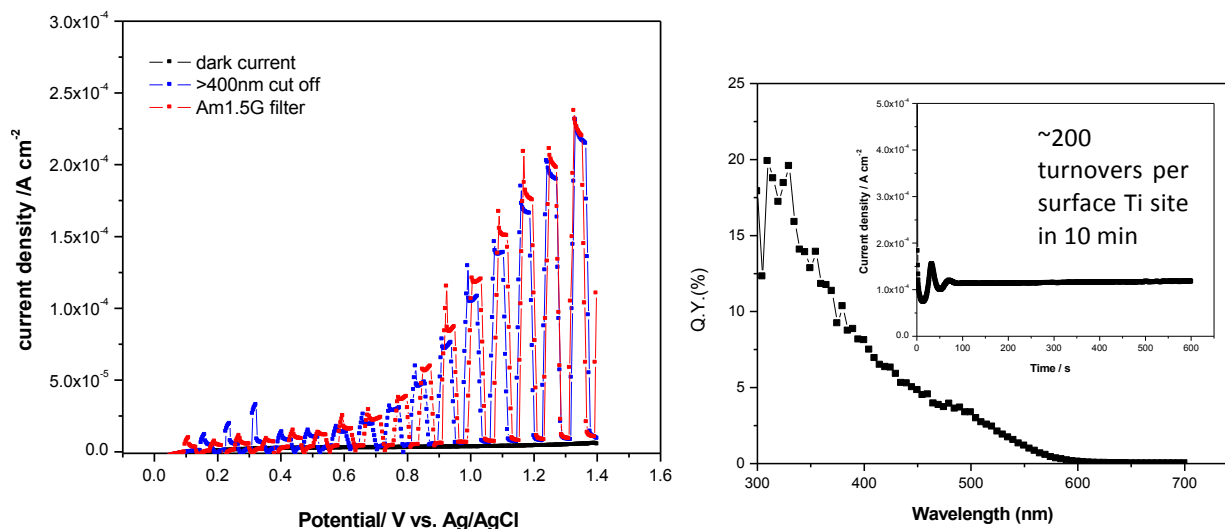 3.0x10⁻⁴
2.5x10⁻⁴
2.0x10⁻⁴
1.5x10⁻⁴
1.0x10⁻⁴
5.0x10⁻⁵
0.0
current density /A cm⁻²
dark current
>400nm cut off
Am1.5G filter
0.0 0.2 0.4 0.6 0.8 1.0 1.2 1.4 1.6
Potential/ V vs. Ag/AgCl
25
20
15
10
5
0
Q.Y.(%)
300 400 500 600 700
Wavelength (nm)
5.0x10⁻⁴
4.0x10⁻⁴
3.0x10⁻⁴
2.0x10⁻⁴
1.0x10⁻⁴
0.0
Current density / A cm⁻²
0 100 200 300 400 500 600
Time / s
~200
turnovers per
surface Ti site
in 10 min